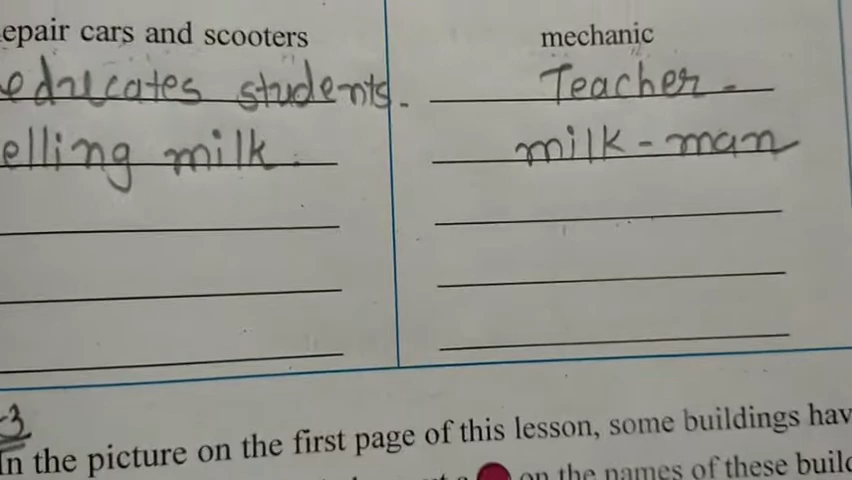 epair cars and scooters mechanic
educates students. Teacher-
elling milk. milk-man
-3
In the picture on the first page of this lesson, some buildings hav
on the names of these build